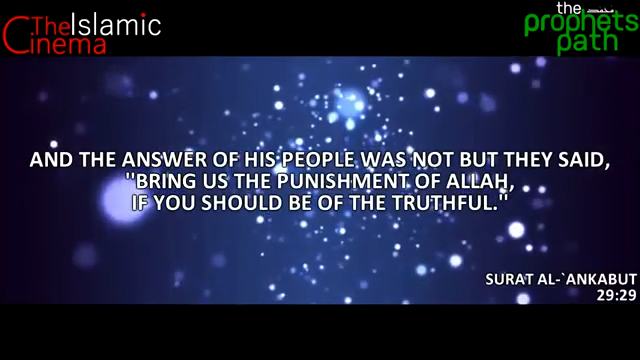 The Islamic
Cinema
the
prophets
path
AND THE ANSWER OF HIS PEOPLE WAS NOT BUT THEY SAID,
"BRING US THE PUNISHMENT OF ALLAH,
IF YOU SHOULD BE OF THE TRUTHFUL."
SURAT AL-`ANKABUT
29:29